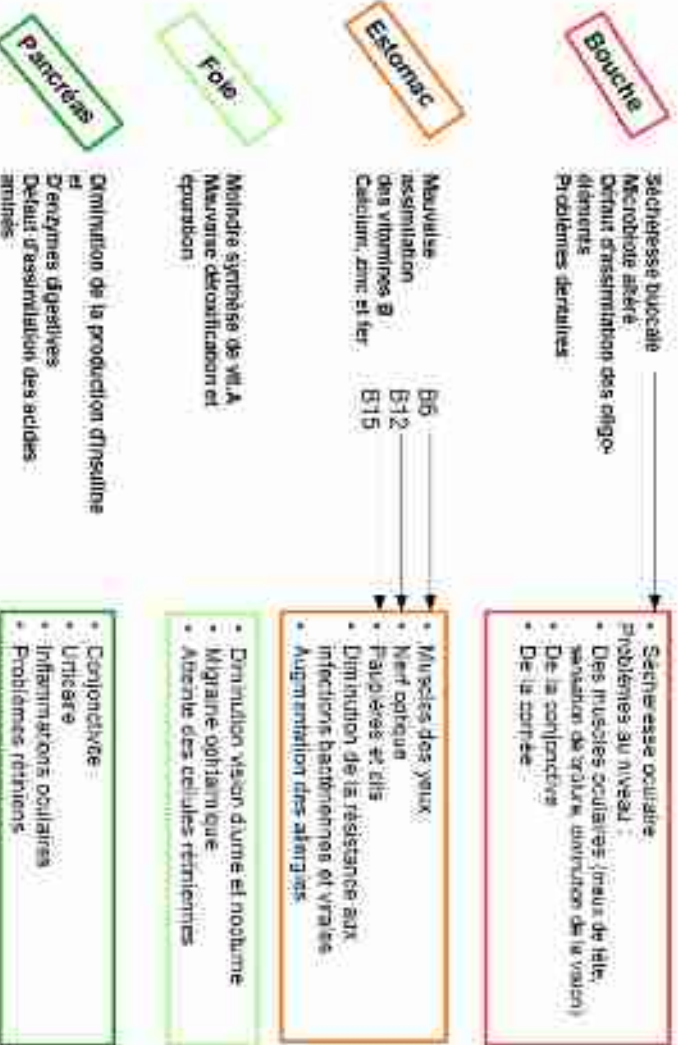 Bouche
Sécheresse buccale
Microbiote altéré
Défaut d'assimilation des oligo-
éléments
Problèmes dentaires
Sécheresse oculaire
Problèmes au niveau :
Des muscles oculaires (maux de tête,
sensation de brûlure, diminution de la vision)
De la conjonctive
De la cornée
Estomac
Mauvaise
assimilation
des vitamines B
Calcium, zinc et fer
B6
B12
B15
Muscles des yeux
Nerf optique
Paupières et cils
Diminution de la résistance aux
infections bactériennes et virales
Augmentation des allergies
Foie
Moindre synthèse de vit.A
Mauvaise détoxification et
épuration
Diminution vision diurne et nocturne
Migraine ophtalmique
Atteinte des cellules rétiniennes
Pancréas
Diminution de la production d'insuline
et
D'enzymes digestives
Défaut d'assimilation des acides
aminés
Conjonctivite
Urticaire
Inflammations oculaires
Problèmes rétiniens